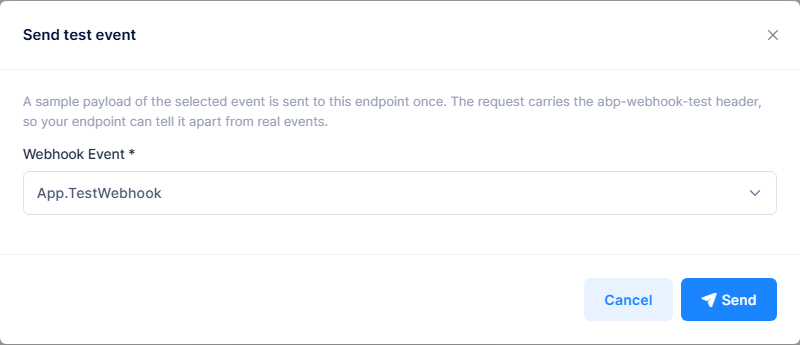 Send test event
A sample payload of the selected event is sent to this endpoint once. The request carries the abp-webhook-test header,
so your endpoint can tell it apart from real events.
Webhook Event *
App.TestWebhook
Cancel
Send